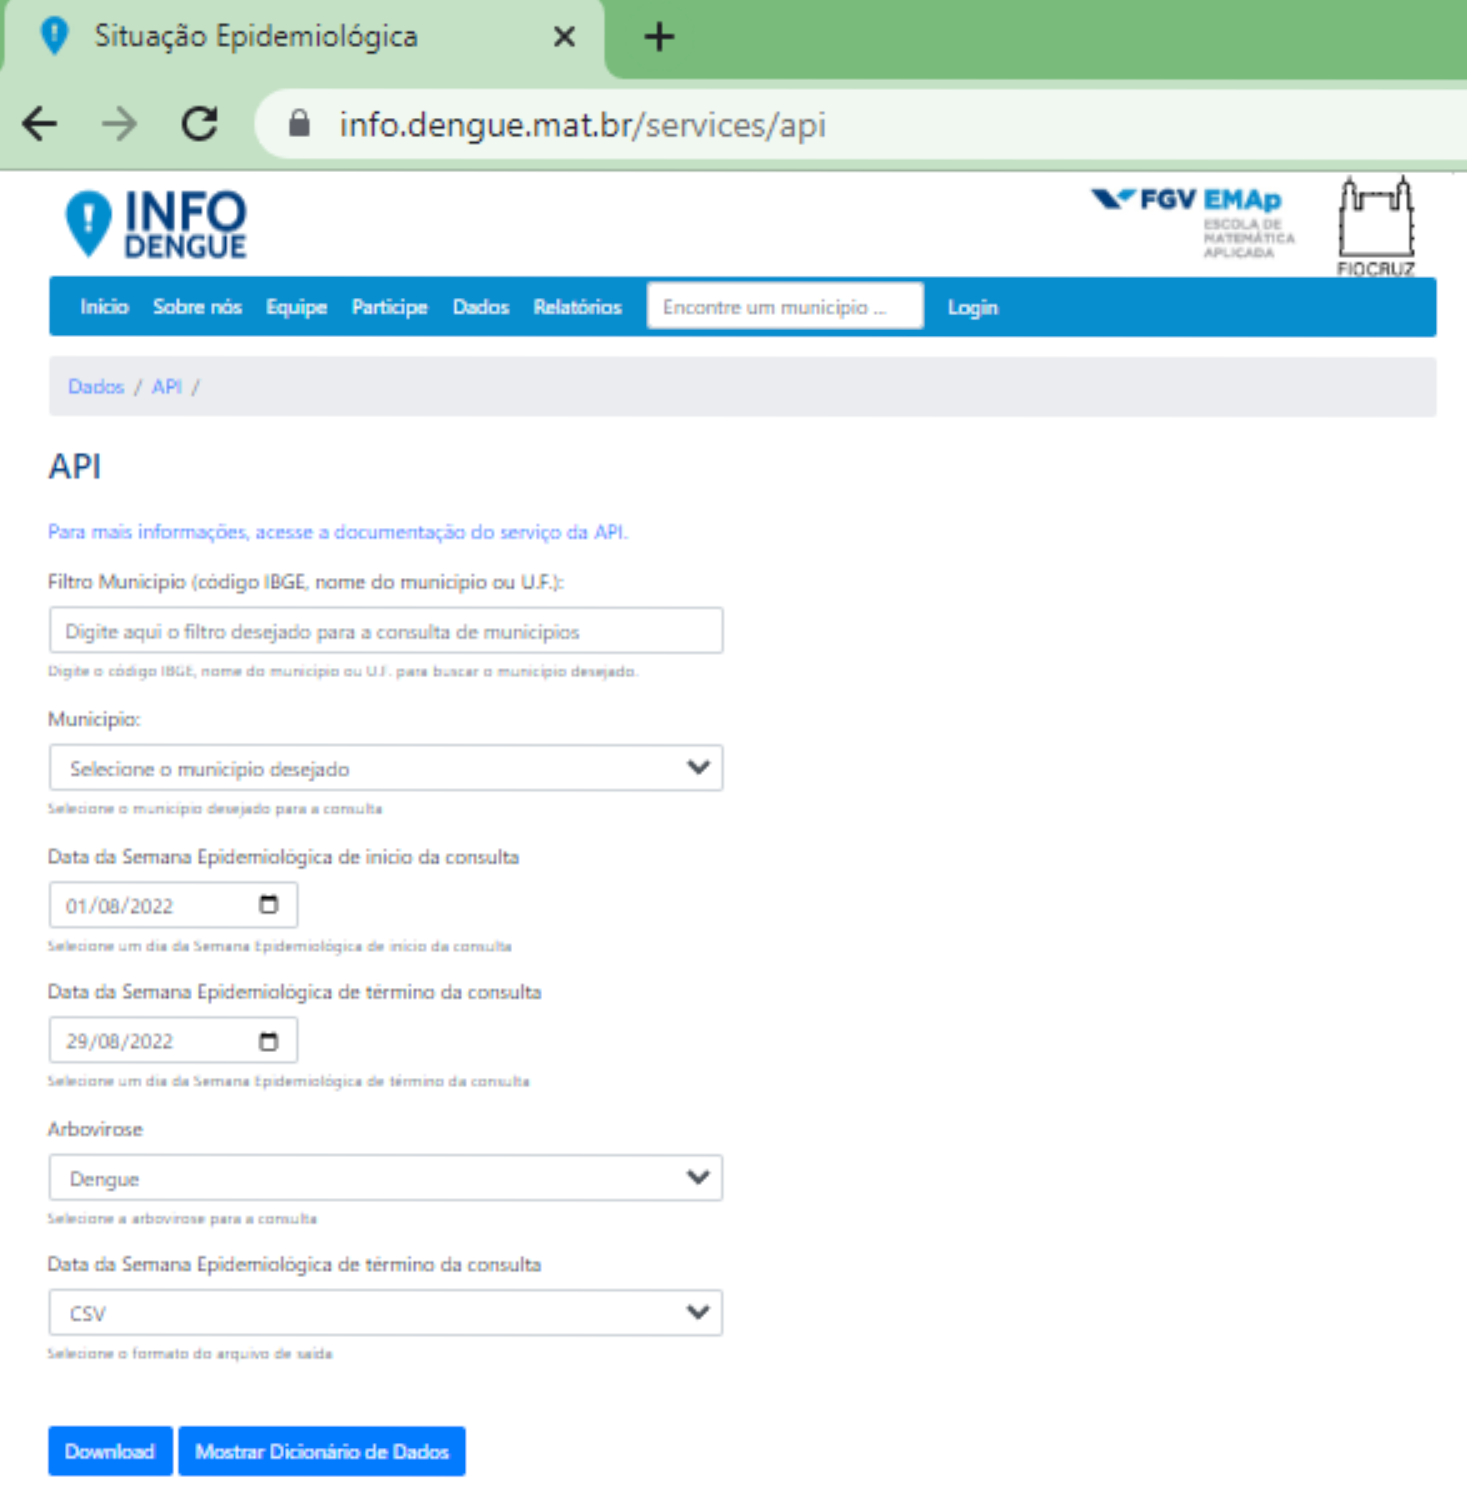 Situação Epidemiológica
info.dengue.mat.br/services/api
INFO
DENGUE
FGV EMAp
ESCOLA DE
MATEMÁTICA
APLICADA
FIOCRUZ
Início Sobre nós Equipe Participe Dados Relatórios Encontre um município ... Login
Dados / API /
API
Para mais informações, acesse a documentação do serviço da API.
Filtro Município (código IBGE, nome do município ou U.F.):
Digite aqui o filtro desejado para a consulta de municípios
Digite o código IBGE, nome do município ou U.F. para buscar o município desejado.
Município:
Selecione o município desejado
Selecione o município desejado para a consulta
Data da Semana Epidemiológica de início da consulta
01/08/2022
Selecione um dia da Semana Epidemiológica de início da consulta
Data da Semana Epidemiológica de término da consulta
29/08/2022
Selecione um dia da Semana Epidemiológica de término da consulta
Arbovirose
Dengue
Selecione a arbovirose para a consulta
Data da Semana Epidemiológica de término da consulta
CSV
Selecione o formato do arquivo de saída
Download Mostrar Dicionário de Dados